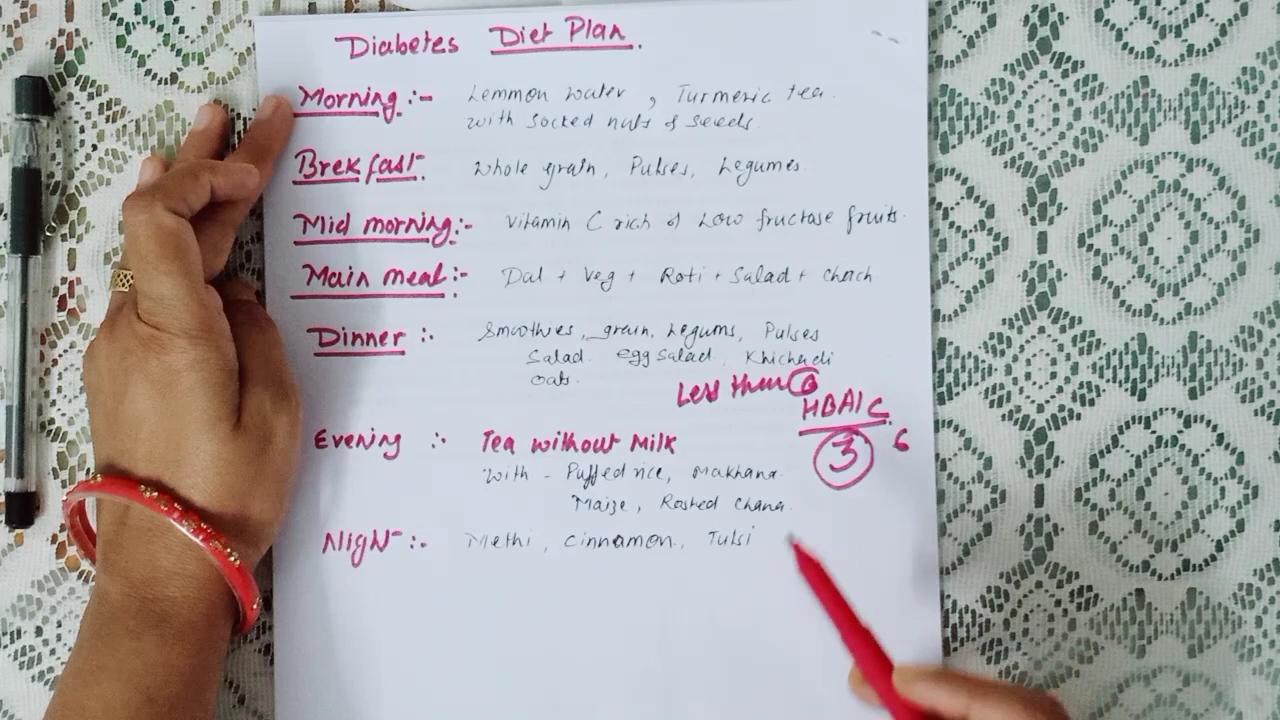 Diabetes Diet Plan.
Morning :- Lemmon water, Turmeric tea.
with socked nuts & seeds.
Brekfast- Whole grain, Pulses, Legumes
Mid morning:- Vitamin C rich & Low fructase fruits.
Main meal:- Dal + Veg + Roti + Salad + Chach
Dinner :- Smoothies, grain, Legums, Pulses
Salad. egg salad, Khichadi
oats.
Less than 6
HBA1C
3 6
Evening :- Tea without Milk
With - Puffed rice, Makhana.
Maize, Rosted Chana.
Night :- Methi, Cinnamon, Tulsi